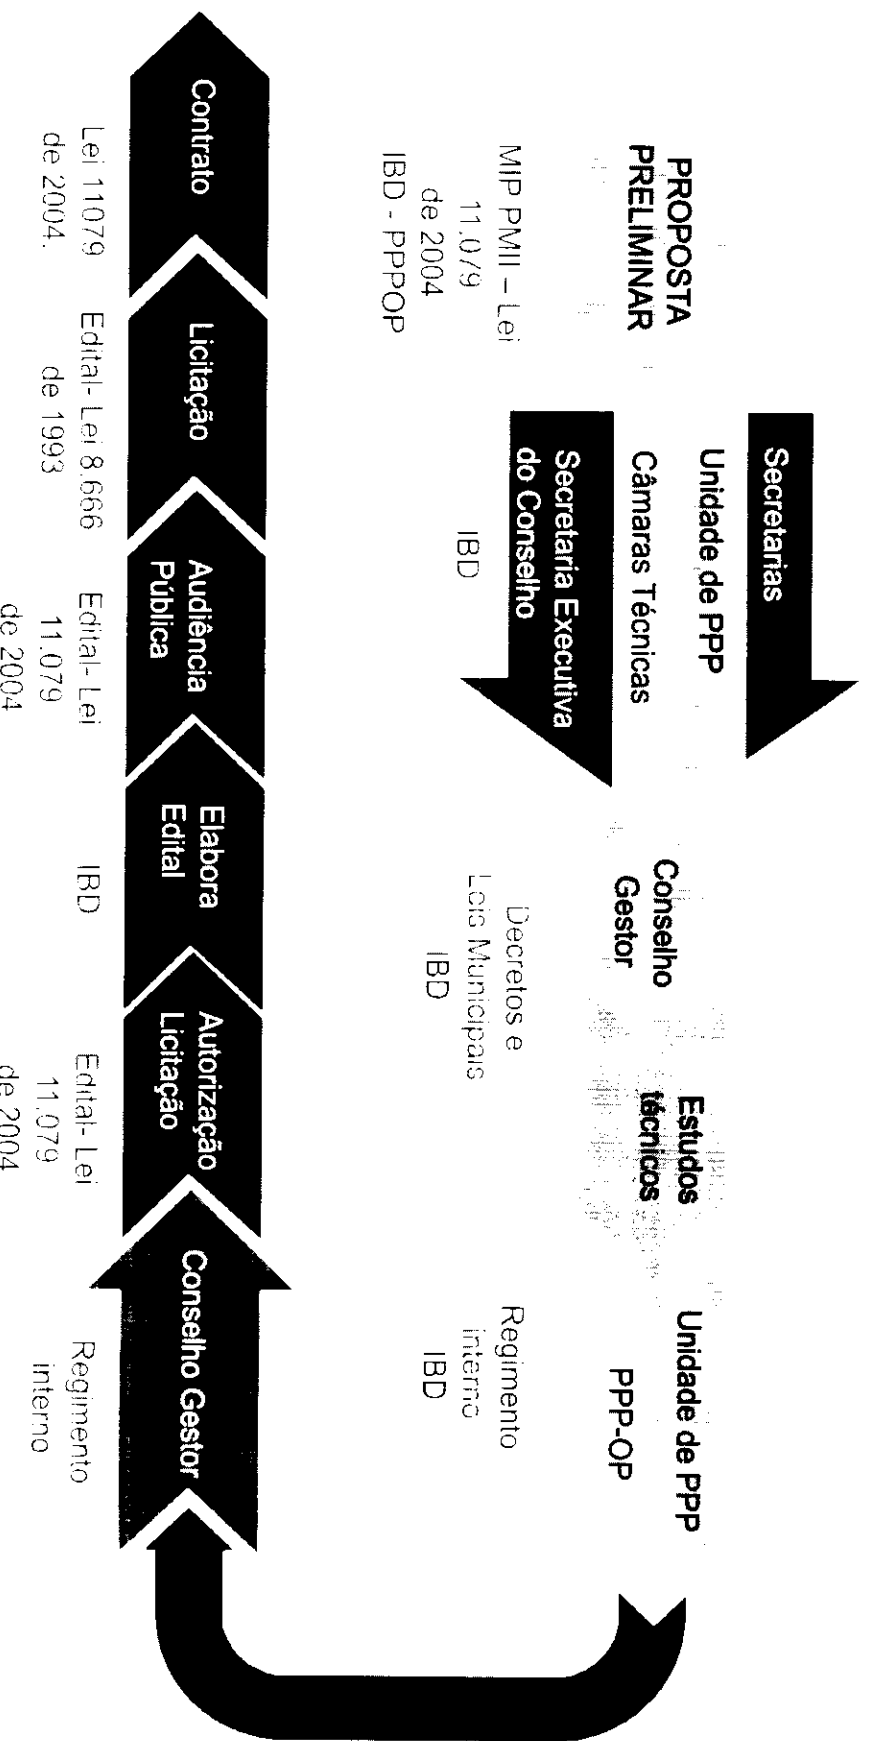 PROPOSTA
PRELIMINAR
MIP PMII – Lei
11.079
de 2004
IBD - PPPOP
Secretarias
Unidade de PPP
Câmaras Técnicas
Secretaria Executiva
do Conselho
IBD
Conselho
Gestor
Decretos e
Leis Municipais
IBD
Estudos
técnicos
Unidade de PPP
PPP-OP
Regimento
interno
IBD
Contrato
Lei 11079
de 2004.
Licitação
Edital- Lei 8.666
de 1993
Audiência
Pública
Edital- Lei
11.079
de 2004
Elabora
Edital
IBD
Autorização
Licitação
Edital- Lei
11.079
de 2004
Conselho Gestor
Regimento
interno